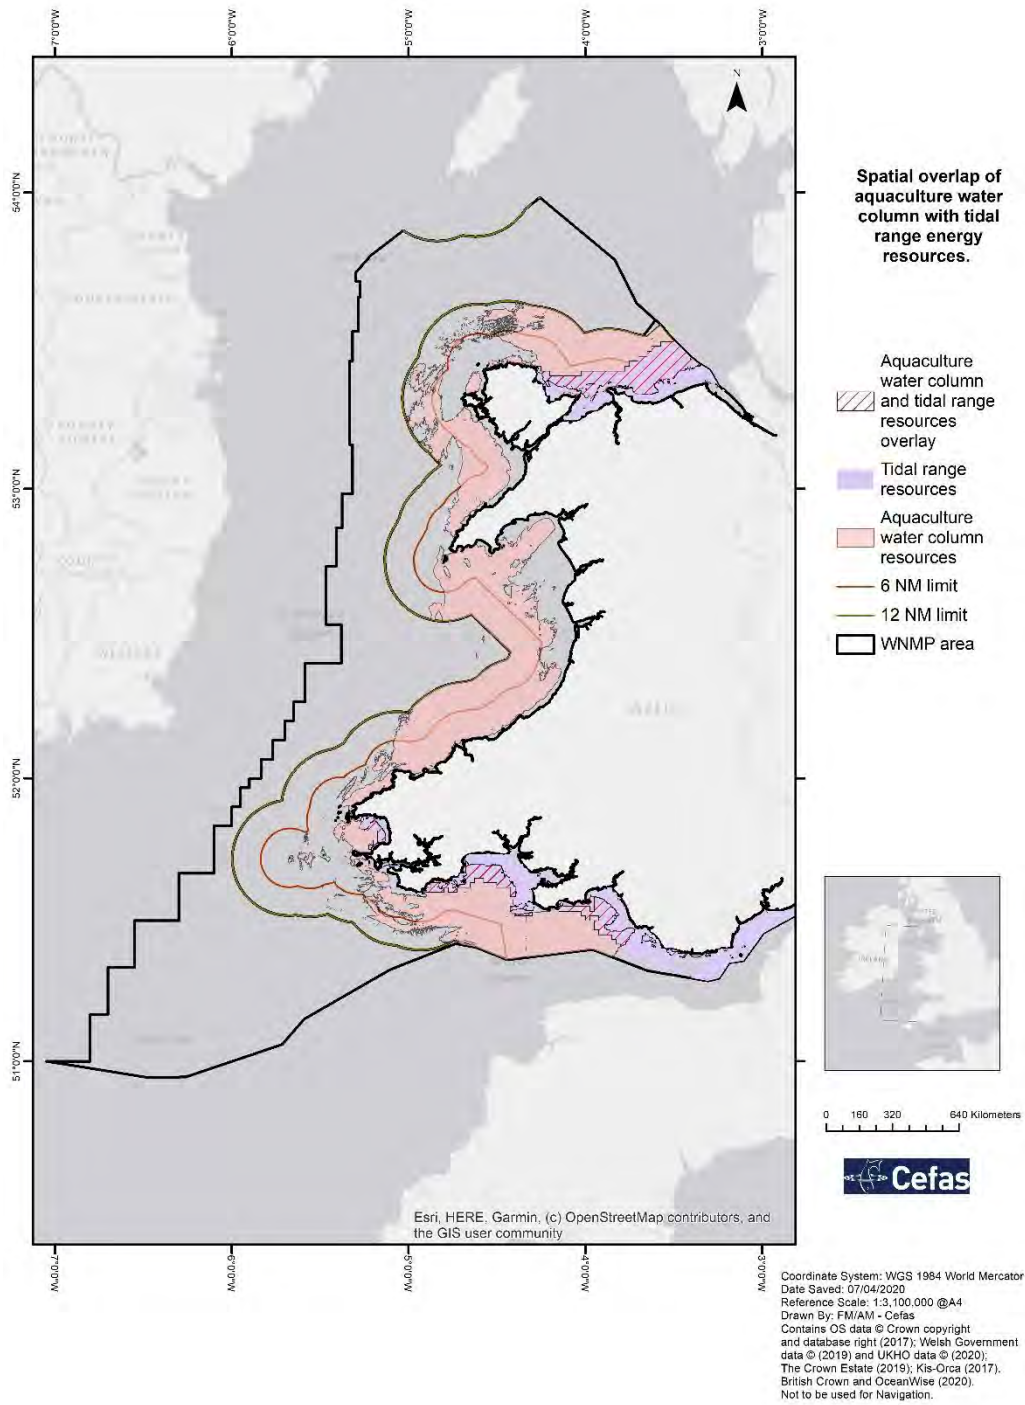 7°0'0"W
6°0'0"W
5°0'0"W
4°0'0"W
3°0'0"W
N
54°0'0"N
53°0'0"N
52°0'0"N
51°0'0"N
Spatial overlap of
aquaculture water
column with tidal
range energy
resources.
Aquaculture
water column
and tidal range
resources
overlay
Tidal range
resources
Aquaculture
water column
resources
6 NM limit
12 NM limit
WNMP area
0 160 320 640 Kilometers
Cefas
Esri, HERE, Garmin, (c) OpenStreetMap contributors, and
the GIS user community
7°0'0"W
6°0'0"W
5°0'0"W
4°0'0"W
3°0'0"W
Coordinate System: WGS 1984 World Mercator
Date Saved: 07/04/2020
Reference Scale: 1:3,100,000 @A4
Drawn By: FM/AM - Cefas
Contains OS data © Crown copyright
and database right (2017); Welsh Government
data © (2019) and UKHO data © (2020);
The Crown Estate (2019); Kis-Orca (2017).
British Crown and OceanWise (2020).
Not to be used for Navigation.